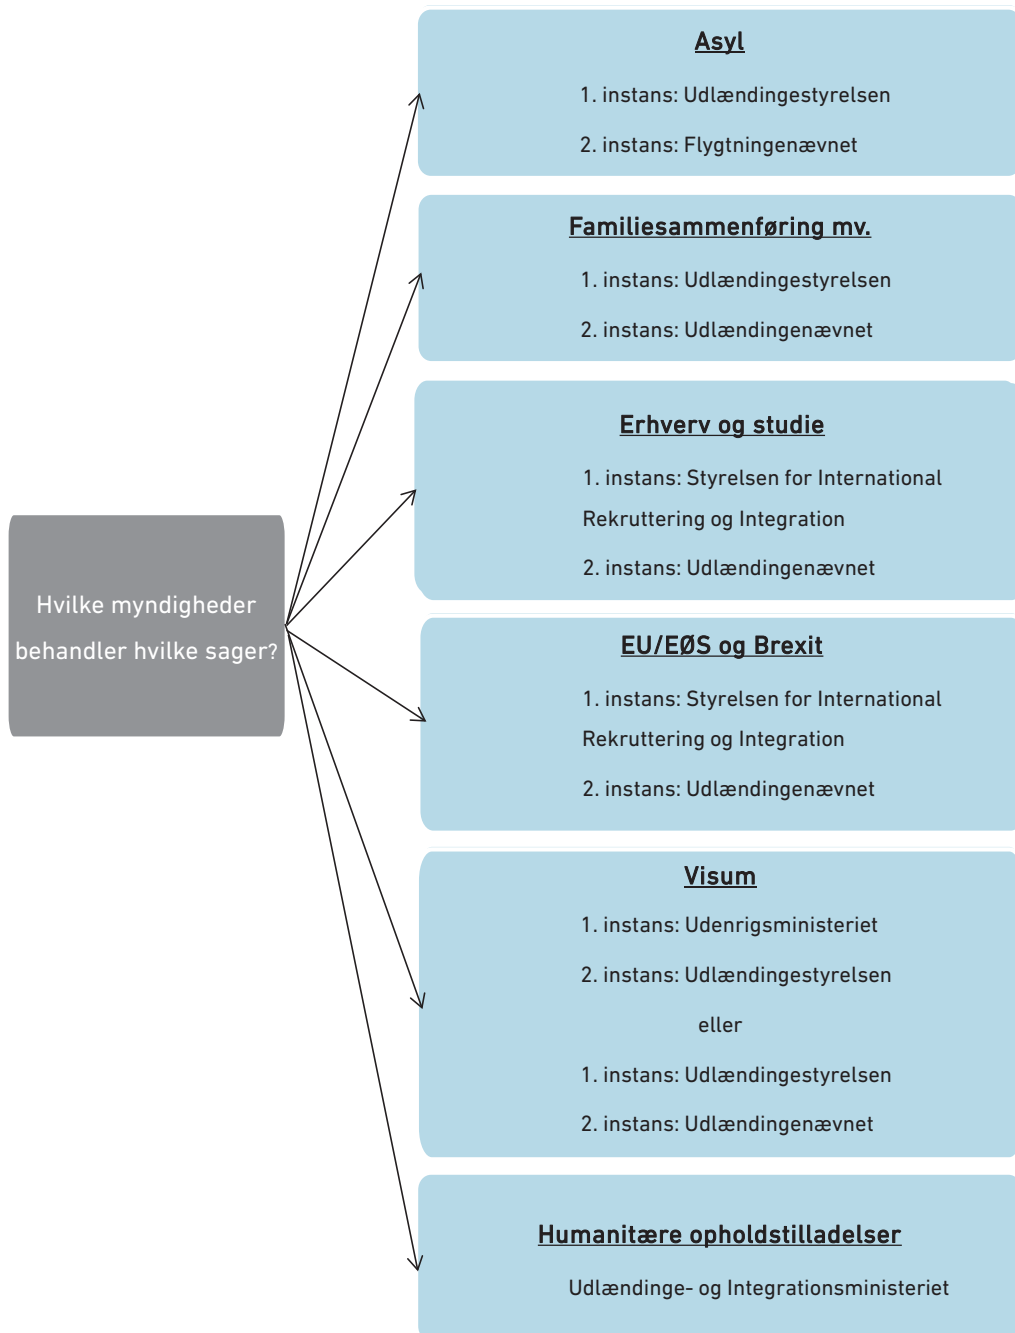 Hvilke myndigheder
behandler hvilke sager?
Asyl
1. instans: Udlændingestyrelsen
2. instans: Flygtningenævnet
Familiesammenføring mv.
1. instans: Udlændingestyrelsen
2. instans: Udlændingenævnet
Erhverv og studie
1. instans: Styrelsen for International
Rekruttering og Integration
2. instans: Udlændingenævnet
EU/EØS og Brexit
1. instans: Styrelsen for International
Rekruttering og Integration
2. instans: Udlændingenævnet
Visum
1. instans: Udenrigsministeriet
2. instans: Udlændingestyrelsen
eller
1. instans: Udlændingestyrelsen
2. instans: Udlændingenævnet
Humanitære opholdstilladelser
Udlændinge- og Integrationsministeriet